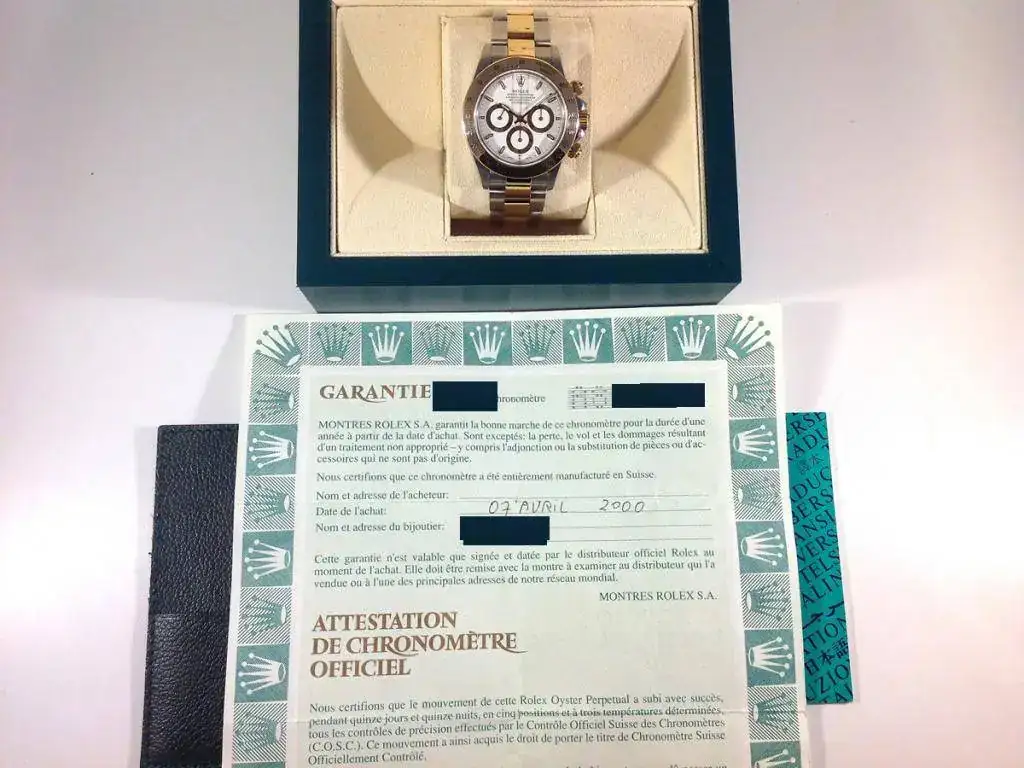 ROLEX
GARANTIE
chronomètre
MONTRES ROLEX S.A. garantit la bonne marche de ce chronomètre pour la durée d'une
année à partir de la date d'achat. Sont exceptés: la perte, le vol et les dommages résultant
d'un traitement non approprié – y compris l'adjonction ou la substitution de pièces ou d'ac-
cessoires qui ne sont pas d'origine.
Nous certifions que ce chronomètre a été entièrement manufacturé en Suisse.
Nom et adresse de l'acheteur:
Date de l'achat: 07 AVRIL 2000
Nom et adresse du bijoutier:
Cette garantie n'est valable que signée et datée par le distributeur officiel Rolex au
moment de l'achat. Elle doit être remise avec la montre à examiner au distributeur qui l'a
vendue ou à l'une des principales adresses de notre réseau mondial.
MONTRES ROLEX S.A.
ATTESTATION
DE CHRONOMÈTRE
OFFICIEL
Nous certifions que le mouvement de cette Rolex Oyster Perpetual a subi avec succès,
pendant quinze jours et quinze nuits, en cinq positions et à trois températures déterminées,
tous les contrôles de précision effectués par le Contrôle Officiel Suisse des Chronomètres
(C.O.S.C.). Ce mouvement a ainsi acquis le droit de porter le titre de Chronomètre Suisse
Officiellement Contrôlé.